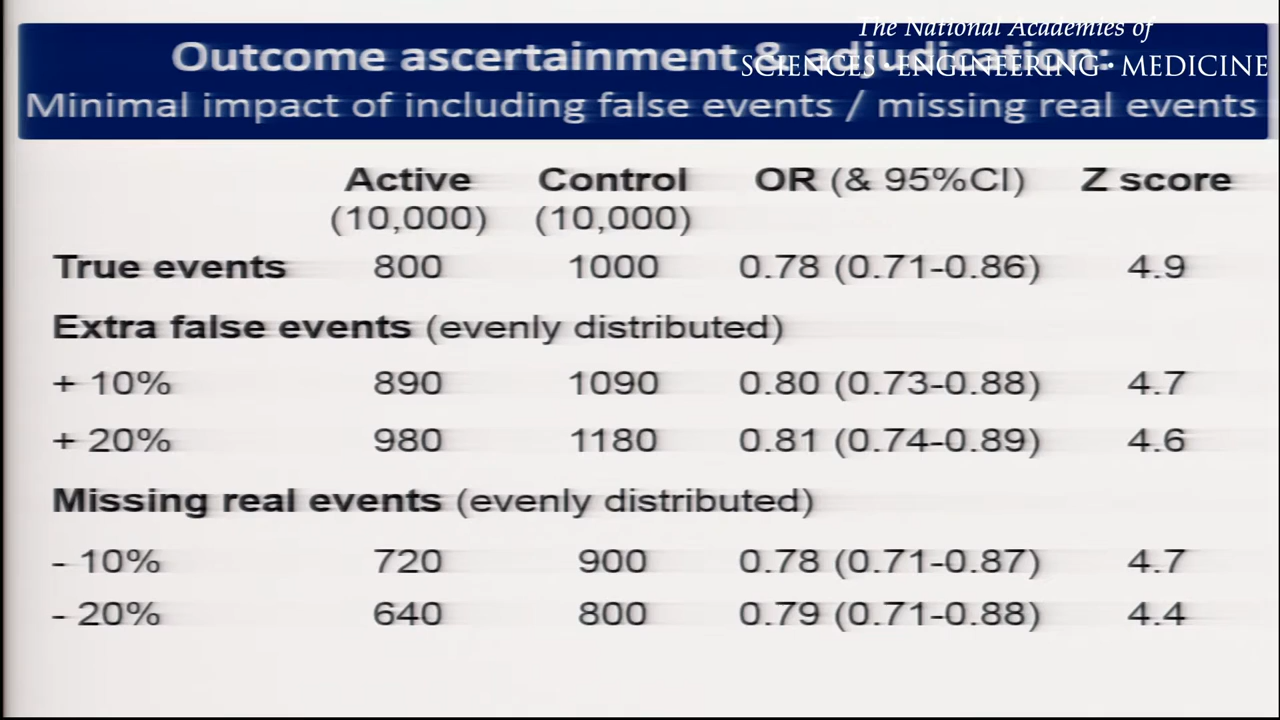 The National Academies of
SCIENCES · ENGINEERING · MEDICINE
Outcome ascertainment & adjudication:
Minimal impact of including false events / missing real events
Active Control OR (& 95%CI) Z score
(10,000) (10,000)
True events 800 1000 0.78 (0.71-0.86) 4.9
Extra false events (evenly distributed)
+ 10% 890 1090 0.80 (0.73-0.88) 4.7
+ 20% 980 1180 0.81 (0.74-0.89) 4.6
Missing real events (evenly distributed)
- 10% 720 900 0.78 (0.71-0.87) 4.7
- 20% 640 800 0.79 (0.71-0.88) 4.4